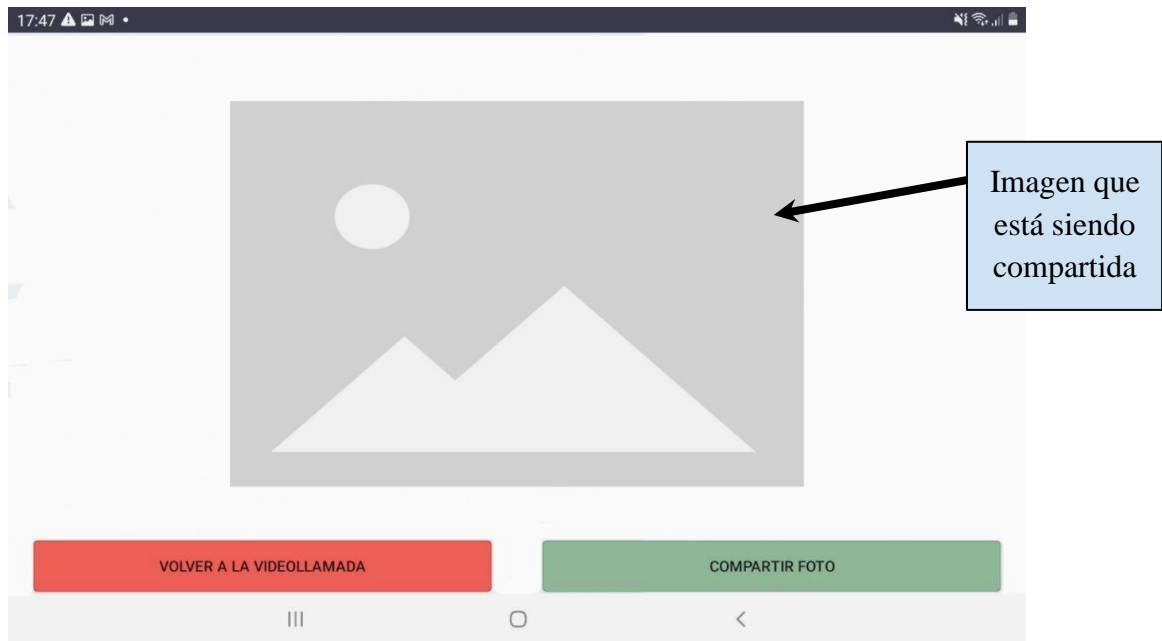 17:47
Imagen que
está siendo
compartida
VOLVER A LA VIDEOLLAMADA
COMPARTIR FOTO